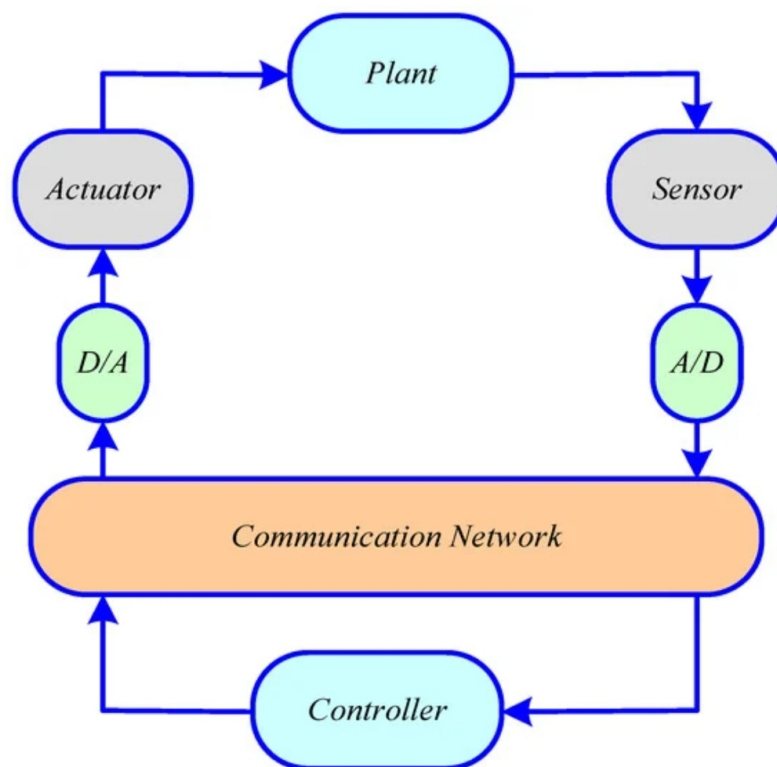 Plant
Actuator
Sensor
D/A
A/D
Communication Network
Controller